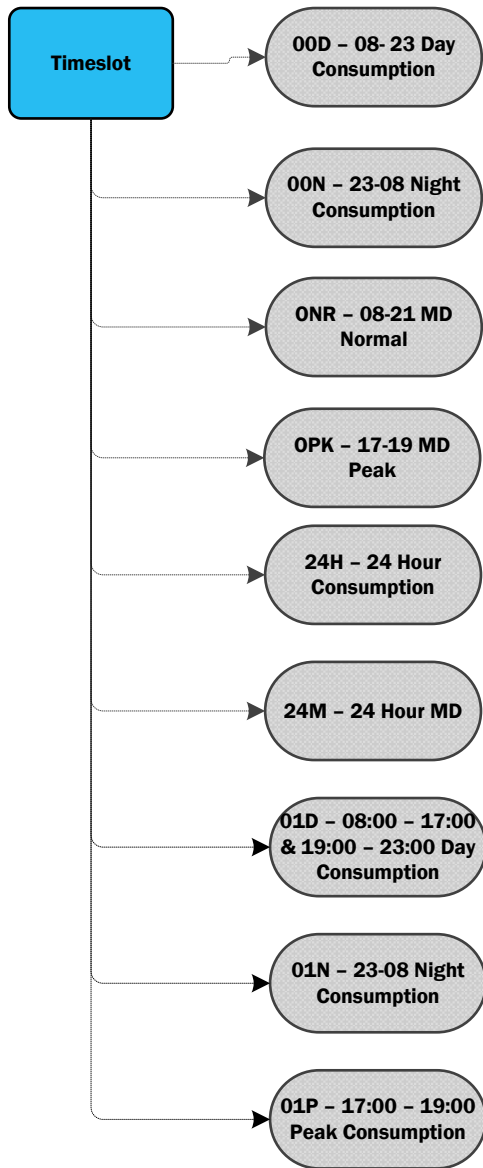 Timeslot
00D – 08- 23 Day
Consumption
00N – 23-08 Night
Consumption
ONR – 08-21 MD
Normal
OPK – 17-19 MD
Peak
24H – 24 Hour
Consumption
24M – 24 Hour MD
01D – 08:00 – 17:00
& 19:00 – 23:00 Day
Consumption
01N – 23-08 Night
Consumption
01P – 17:00 – 19:00
Peak Consumption